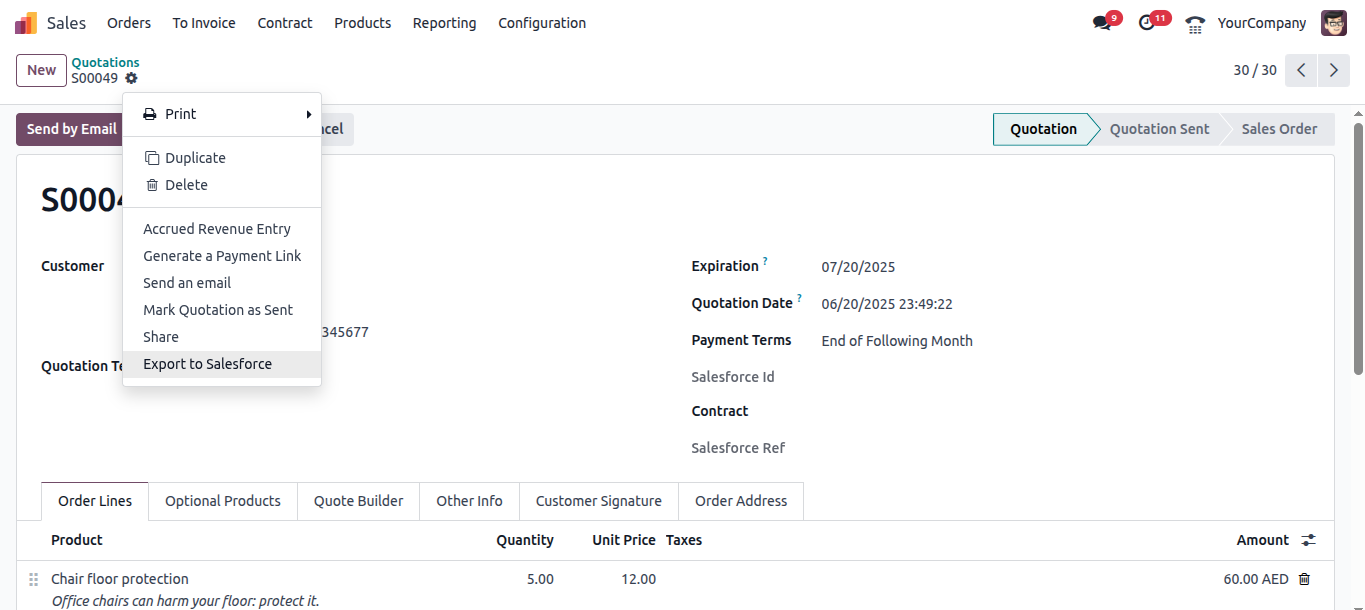 Sales Orders To Invoice Contract Products Reporting Configuration 9 11 YourCompany
New Quotations
S00049 30 / 30
Print
Send by Email Quotation Quotation Sent Sales Order
Duplicate
Delete
Accrued Revenue Entry
Generate a Payment Link
Customer Expiration ? 07/20/2025
Send an email
Quotation Date ? 06/20/2025 23:49:22
Mark Quotation as Sent
345677
Share Payment Terms End of Following Month
Export to Salesforce
Quotation
Salesforce Id
Contract
Salesforce Ref
Order Lines Optional Products Quote Builder Other Info Customer Signature Order Address
Product Quantity Unit Price Taxes Amount
Chair floor protection 5.00 12.00 60.00 AED
Office chairs can harm your floor: protect it.